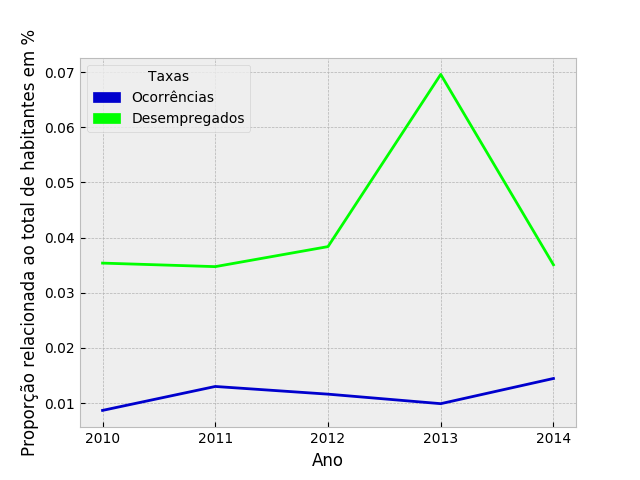 Proporção relacionada ao total de habitantes em %
0.07
0.06
0.05
0.04
0.03
0.02
0.01
Taxas
Ocorrências
Desempregados
2010 2011 2012 2013 2014
Ano